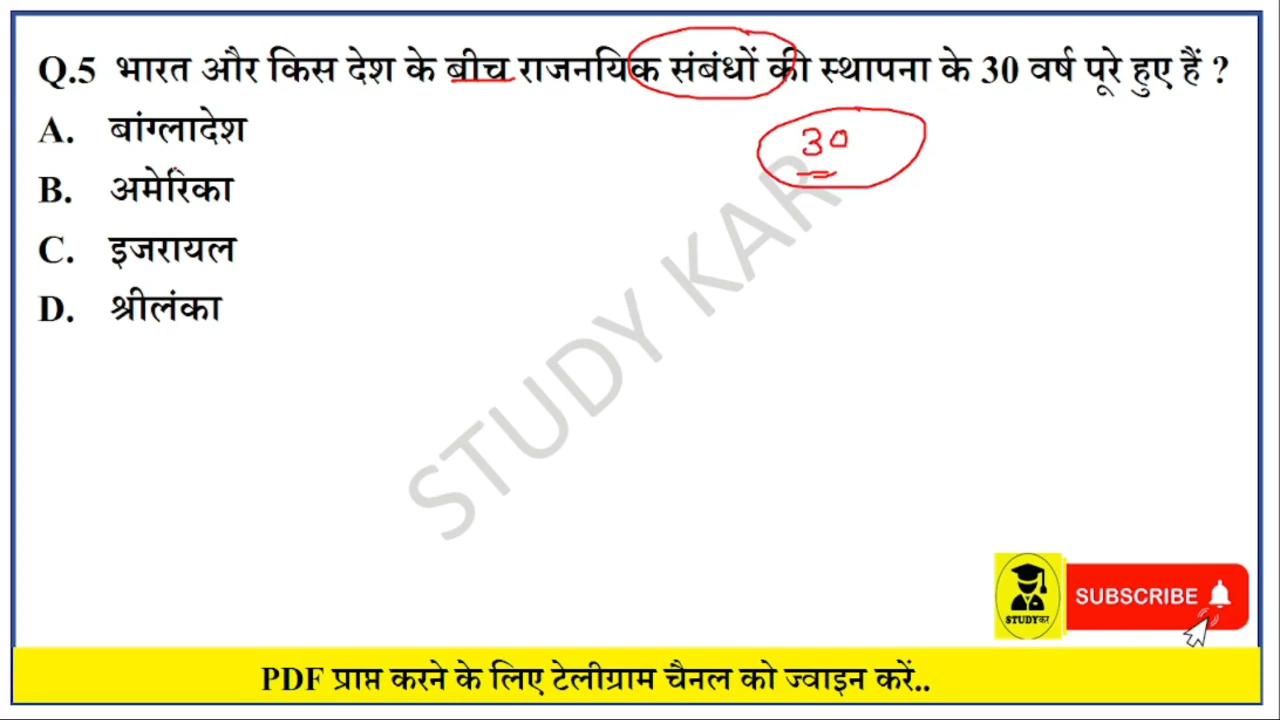 Q.5 भारत और किस देश के बीच राजनयिक संबंधों की स्थापना के 30 वर्ष पूरे हुए हैं ?
30
A. बांग्लादेश
B. अमेरिका
C. इजरायल
D. श्रीलंका
STUDY KAR
STUDYकर
SUBSCRIBE
PDF प्राप्त करने के लिए टेलीग्राम चैनल को ज्वाइन करें..